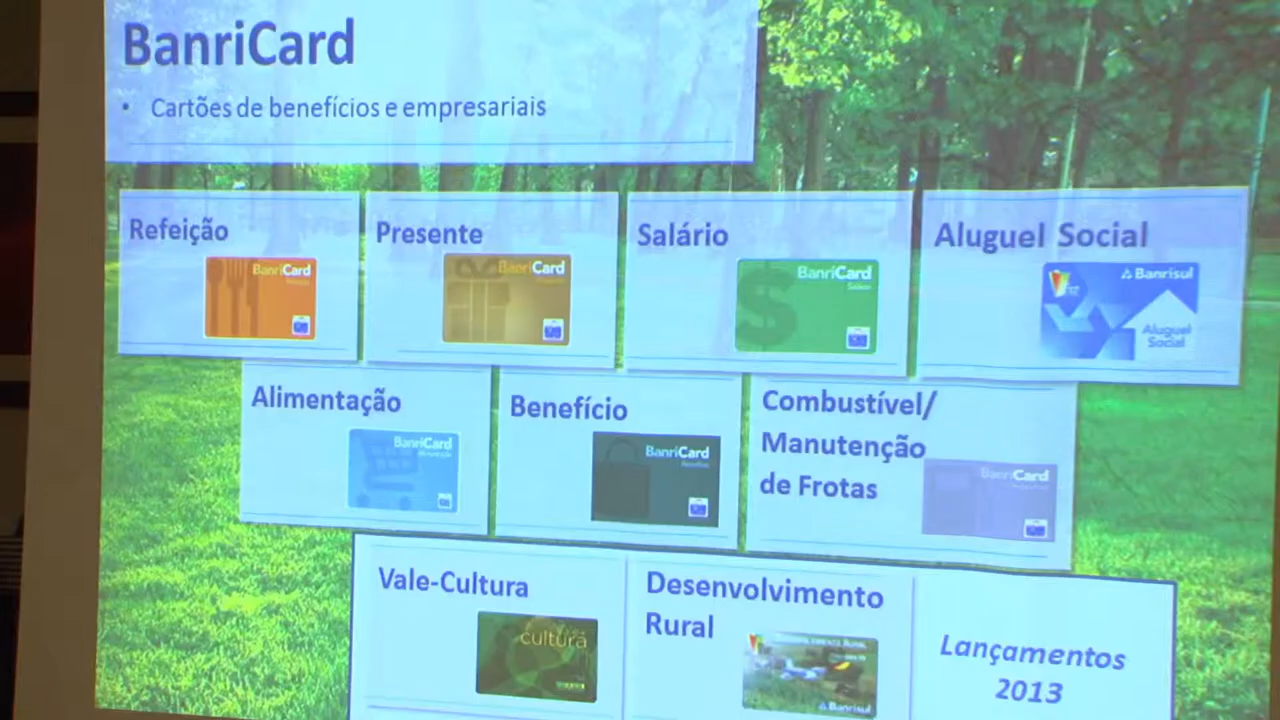 BanriCard
• Cartões de benefícios e empresariais
Refeição
BanriCard
Presente
BanriCard
Salário
BanriCard
Salário
Aluguel Social
Banrisul
Aluguel
Social
Alimentação
BanriCard
Benefício
BanriCard
Combustível/
Manutenção
de Frotas
BanriCard
Vale-Cultura
cultura
Desenvolvimento
Rural
Banrisul
Lançamentos
2013